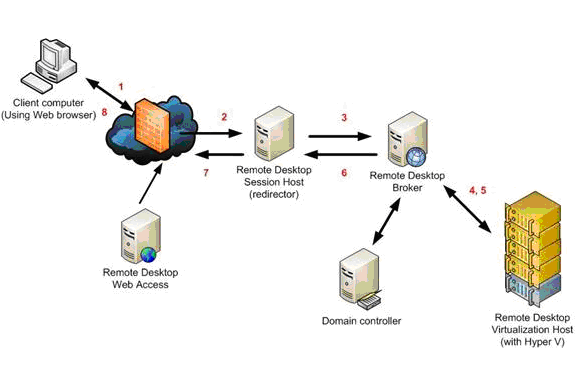 1
Client computer
(Using Web browser)
8
2
3
7
Remote Desktop
Session Host
(redirector)
6
Remote Desktop
Broker
4, 5
Remote Desktop
Web Access
Domain controller
Remote Desktop
Virtualization Host
(with Hyper V)